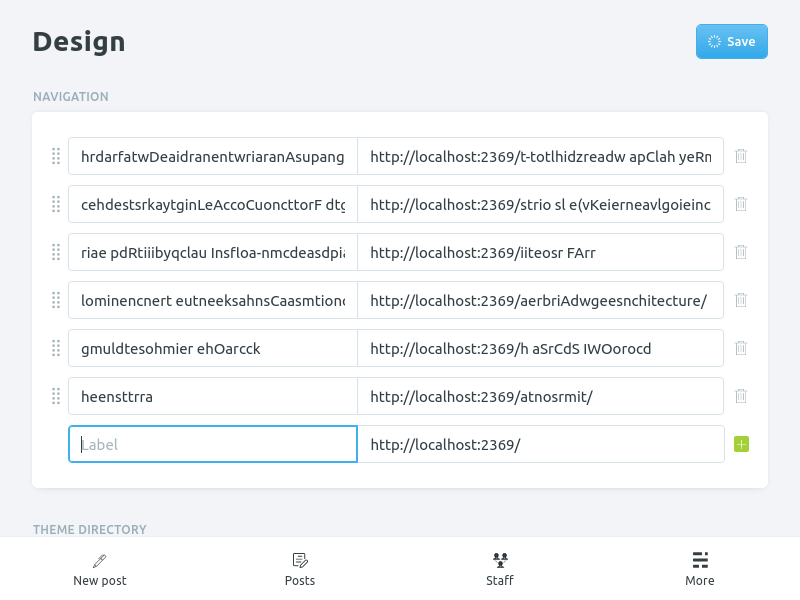 Design
Save
NAVIGATION
hrdarfatwDeaidranentwriaranAsupang http://localhost:2369/t-totlhidzreadw apClah yeRn
cehdestsrkaytginLeAccoCuoncttorF dtg http://localhost:2369/strio sl e(vKeierneavlgoieinc
riae pdRtiiibyqclau Insfloa-nmcdeasdpia http://localhost:2369/iiteosr FArr
lominencnert eutneeksahnsCaasmtiond http://localhost:2369/aerbriAdwgeesnchitecture/
gmuldtesohmier ehOarcck http://localhost:2369/h aSrCdS IWOorocd
heensttrra http://localhost:2369/atnosrmit/
Label http://localhost:2369/
THEME DIRECTORY
New post Posts Staff More